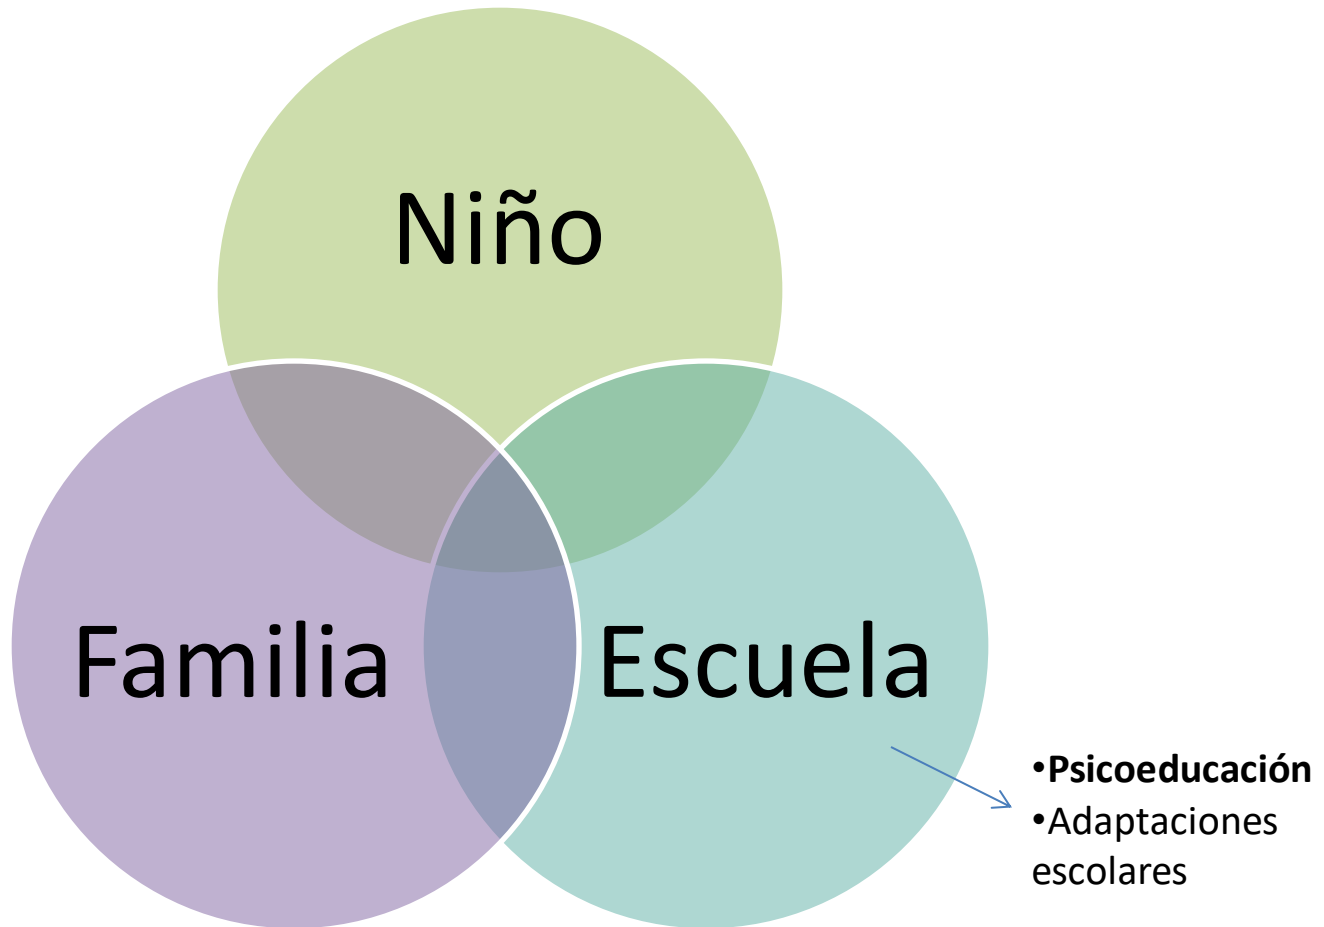 Niño
Familia
Escuela
•Psicoeducación
•Adaptaciones
escolares